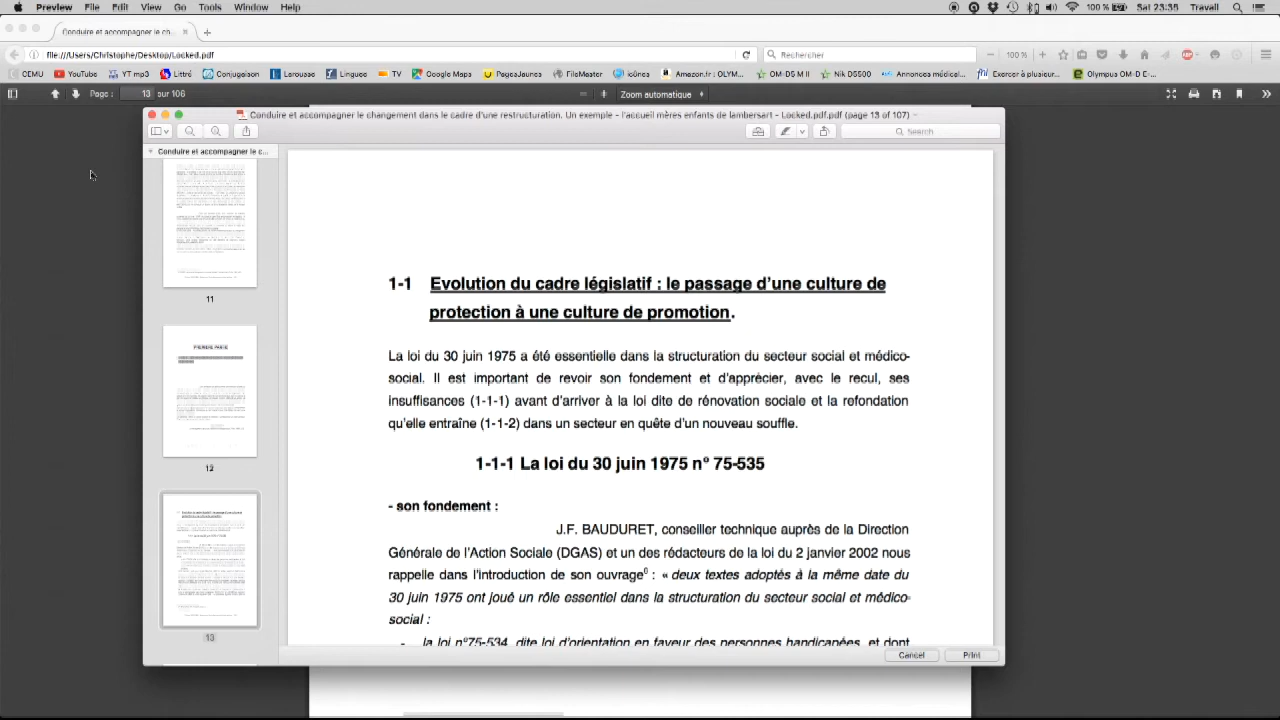 Preview File Edit View Go Tools Window Help 100 % Sat 23:35 Travail
Conduire et accompagner le ch...
file:///Users/Christophe/Desktop/Locked.pdf Rechercher
CEMU YouTube YT mp3 Littré Conjugaison Larousse Linguee TV Google Maps PagesJaunes FileMaster icônes Amazon.fr : OLYM... OM-D5 M II Nik D5500 Annonces médical... Exercer à plusieur... Olympus OM-D E-...
Page : 13 sur 106 Zoom automatique 100 %
Conduire et accompagner le changement dans le cadre d'une restructuration. Un exemple - l'accueil mères enfants de lambersart - Locked.pdf.pdf (page 13 of 107)
Search
Conduire et accompagner le c...
11
PREMIERE PARTIE
12
13
1-1 Evolution du cadre législatif : le passage d'une culture de
protection à une culture de promotion.
La loi du 30 juin 1975 a été essentielle dans la structuration du secteur social et médico-
social. Il est important de revoir son fondement et d'apprécier, avec le recul, ses
insuffisances (1-1-1) avant d'arriver à la loi dite de rénovation sociale et la refondation
qu'elle entraîne (1-1-2) dans un secteur en quête d'un nouveau souffle.
1-1-1 La loi du 30 juin 1975 n° 75-535
- son fondement :
J.F. BAUDURET, conseiller technique auprès de la Direction
Générale de l'Action Sociale (DGAS) et un des rédacteurs de la loi du 2 janvier 2002 nous
rappelle dans l'introduction de son ouvrage : « deux textes adoptés à la même date du
30 juin 1975 ont joué un rôle essentiel dans la structuration du secteur social et médico-
social :
- la loi n°75-534, dite loi d'orientation en faveur des personnes handicapées, et dont
Cancel Print